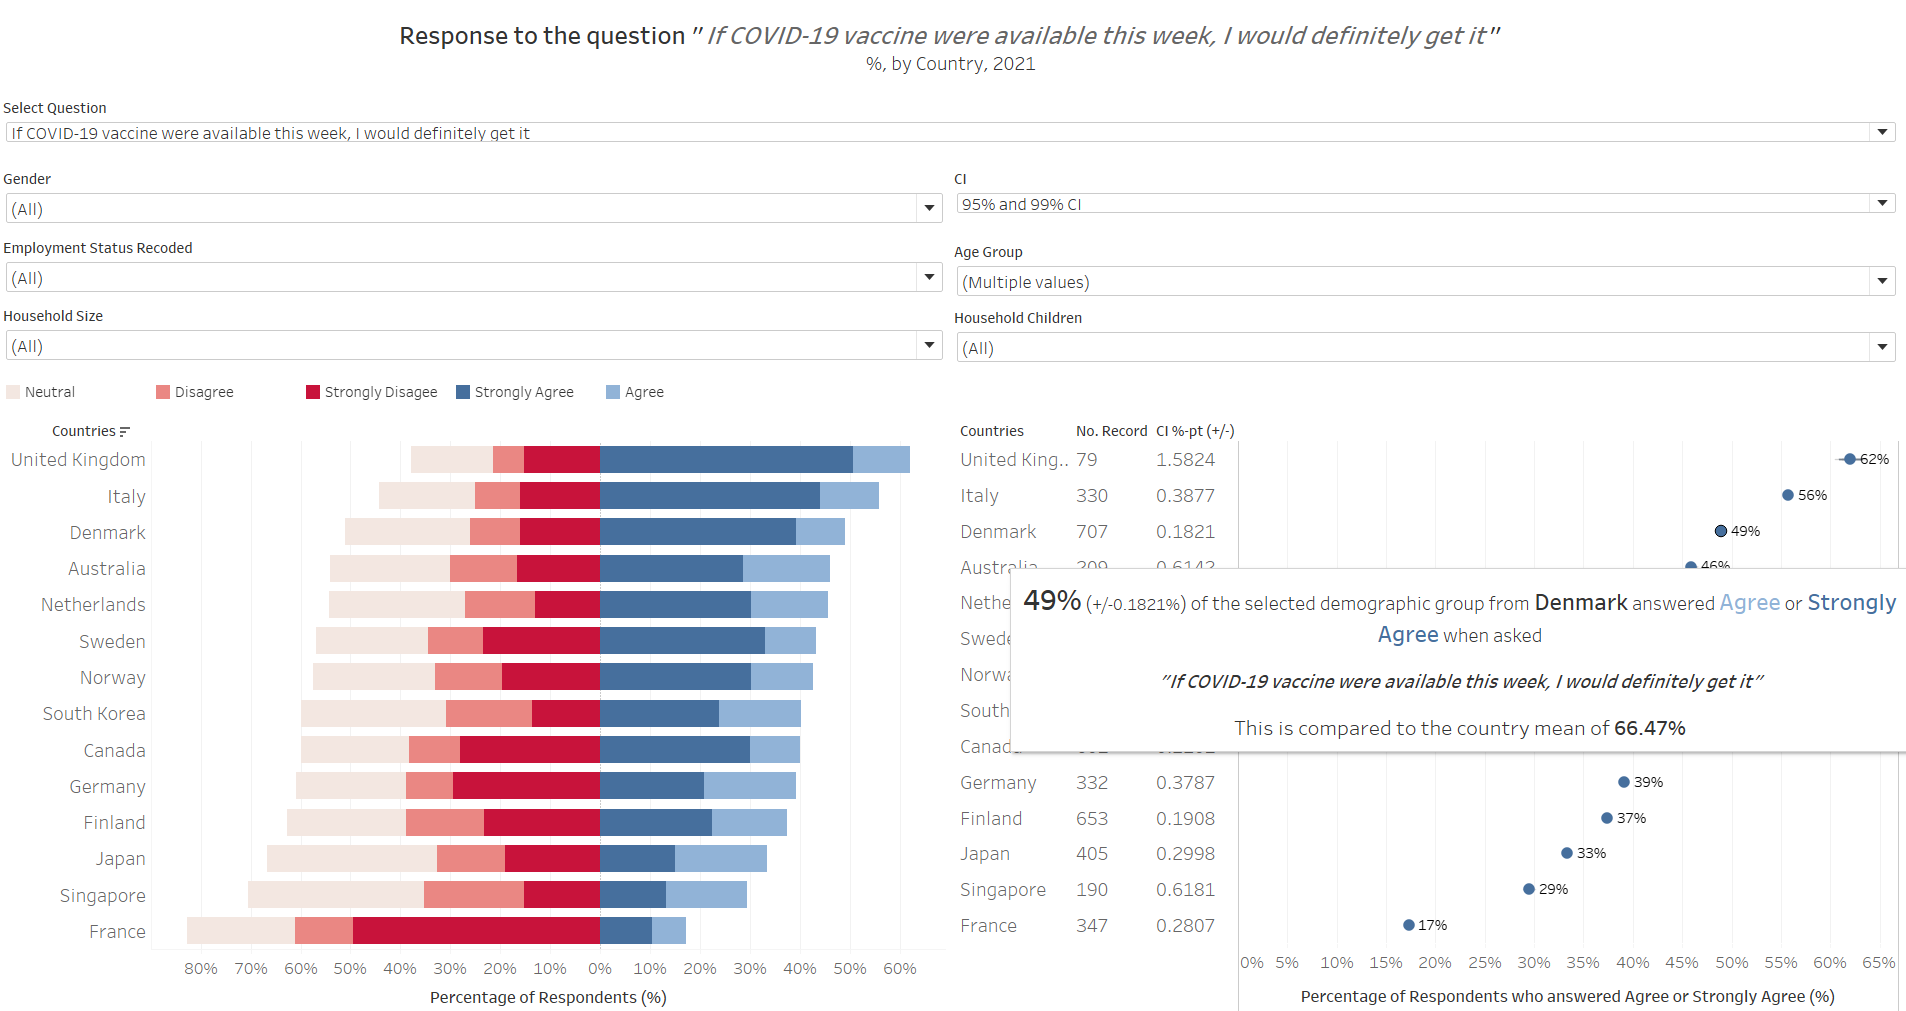 Response to the question "If COVID-19 vaccine were available this week, I would definitely get it"
%, by Country, 2021
Select Question
If COVID-19 vaccine were available this week, I would definitely get it
Gender
(All)
CI
95% and 99% CI
Employment Status Recoded
(All)
Age Group
(Multiple values)
Household Size
(All)
Household Children
(All)
Neutral Disagree Strongly Disagee Strongly Agree Agree
Countries
United Kingdom
Italy
Denmark
Australia
Netherlands
Sweden
Norway
South Korea
Canada
Germany
Finland
Japan
Singapore
France
80% 70% 60% 50% 40% 30% 20% 10% 0% 10% 20% 30% 40% 50% 60%
Percentage of Respondents (%)
Countries No. Record CI %-pt (+/-)
United King.. 79 1.5824 62%
Italy 330 0.3877 56%
Denmark 707 0.1821 49%
Australia 209 0.6142 46%
Nethe
Swede
Norwa
South
Canad
49% (+/-0.1821%) of the selected demographic group from Denmark answered Agree or Strongly
Agree when asked
"If COVID-19 vaccine were available this week, I would definitely get it"
This is compared to the country mean of 66.47%
Germany 332 0.3787 39%
Finland 653 0.1908 37%
Japan 405 0.2998 33%
Singapore 190 0.6181 29%
France 347 0.2807 17%
0% 5% 10% 15% 20% 25% 30% 35% 40% 45% 50% 55% 60% 65%
Percentage of Respondents who answered Agree or Strongly Agree (%)